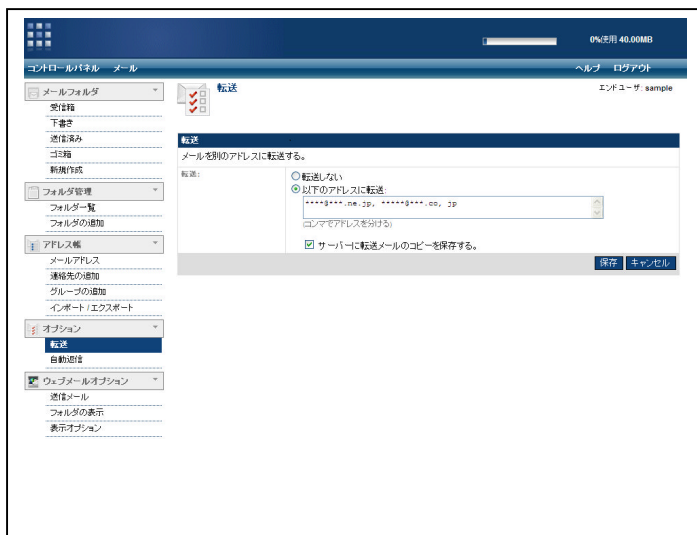 0%使用 40.00MB
コントロールパネル メール
ヘルプ ログアウト
メールフォルダ
受信箱
下書き
送信済み
ゴミ箱
新規作成
フォルダ管理
フォルダ一覧
フォルダの追加
アドレス帳
メールアドレス
連絡先の追加
グループの追加
インポート / エクスポート
オプション
転送
自動返信
ウェブメールオプション
送信メール
フォルダの表示
表示オプション
転送
エンドユーザ: sample
転送
メールを別のアドレスに転送する。
転送:
転送しない
以下のアドレスに転送:
****@***.ne.jp, *****@***.co, jp
(コンマでアドレスを分ける)
サーバーに転送メールのコピーを保存する。
保存 キャンセル